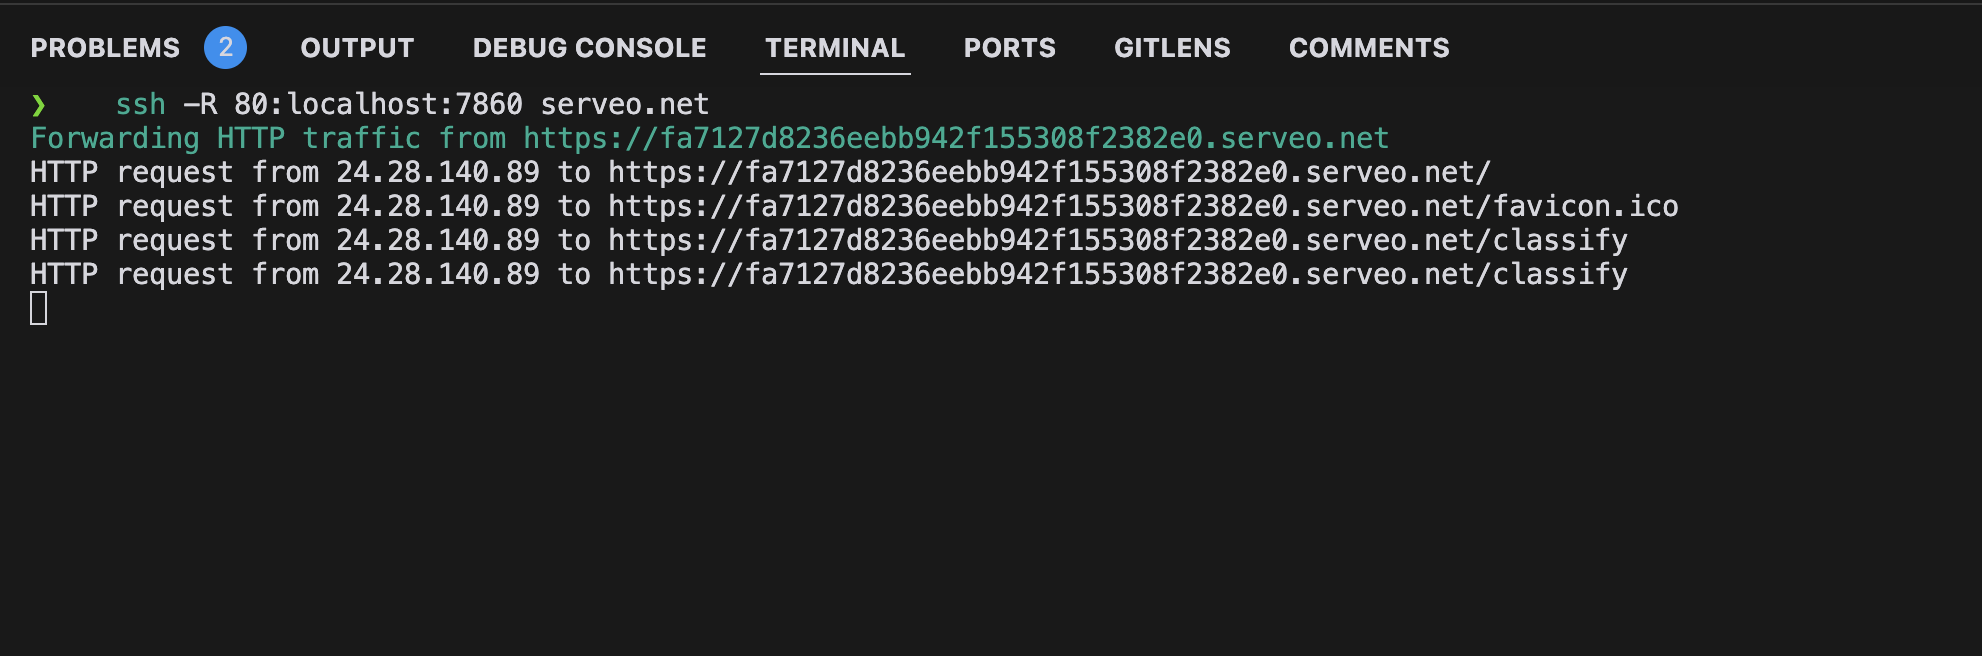 PROBLEMS 2 OUTPUT DEBUG CONSOLE TERMINAL PORTS GITLENS COMMENTS
❯ ssh -R 80:localhost:7860 serveo.net
Forwarding HTTP traffic from https://fa7127d8236eebb942f155308f2382e0.serveo.net
HTTP request from 24.28.140.89 to https://fa7127d8236eebb942f155308f2382e0.serveo.net/
HTTP request from 24.28.140.89 to https://fa7127d8236eebb942f155308f2382e0.serveo.net/favicon.ico
HTTP request from 24.28.140.89 to https://fa7127d8236eebb942f155308f2382e0.serveo.net/classify
HTTP request from 24.28.140.89 to https://fa7127d8236eebb942f155308f2382e0.serveo.net/classify